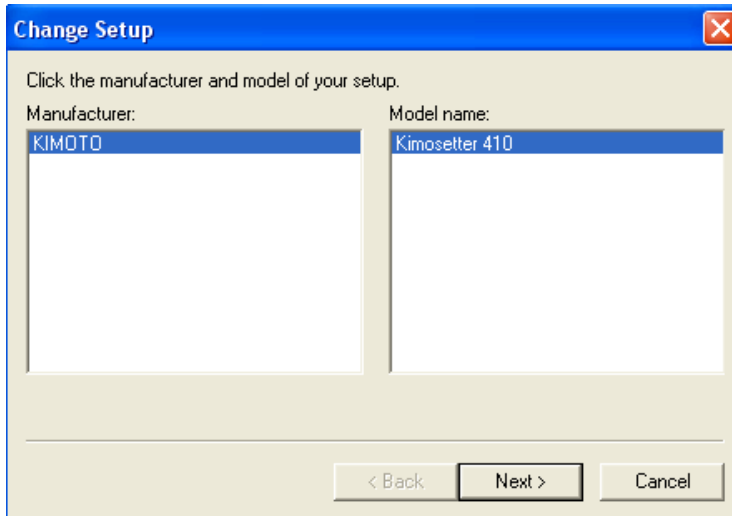 Change Setup
Click the manufacturer and model of your setup.
Manufacturer:
KIMOTO
Model name:
Kimosetter 410
< Back
Next >
Cancel